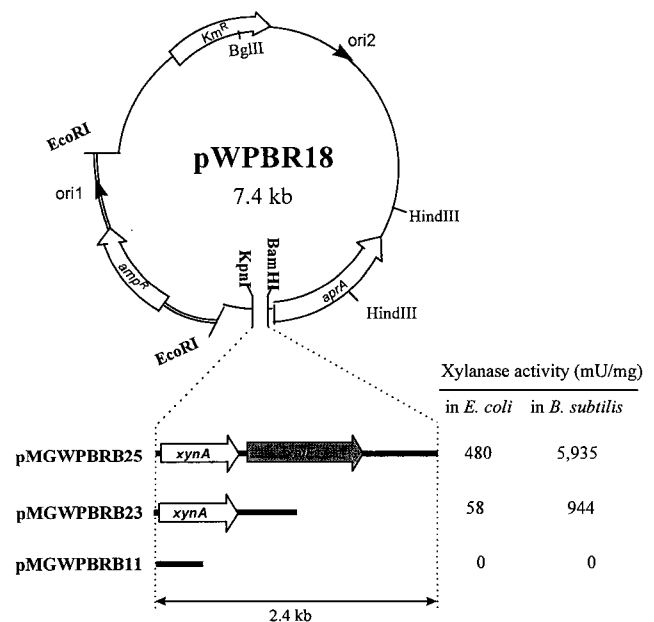 KmR
BglII
ori2
EcoRI
pWPBR18
7.4 kb
ori1
HindIII
ampR
KpnI
BamHI
aprA
HindIII
EcoRI
Xylanase activity (mU/mg)
in E. coli in B. subtilis
pMGWPBRB25 xynA 480 5,935
pMGWPBRB23 xynA 58 944
pMGWPBRB11 0 0
2.4 kb